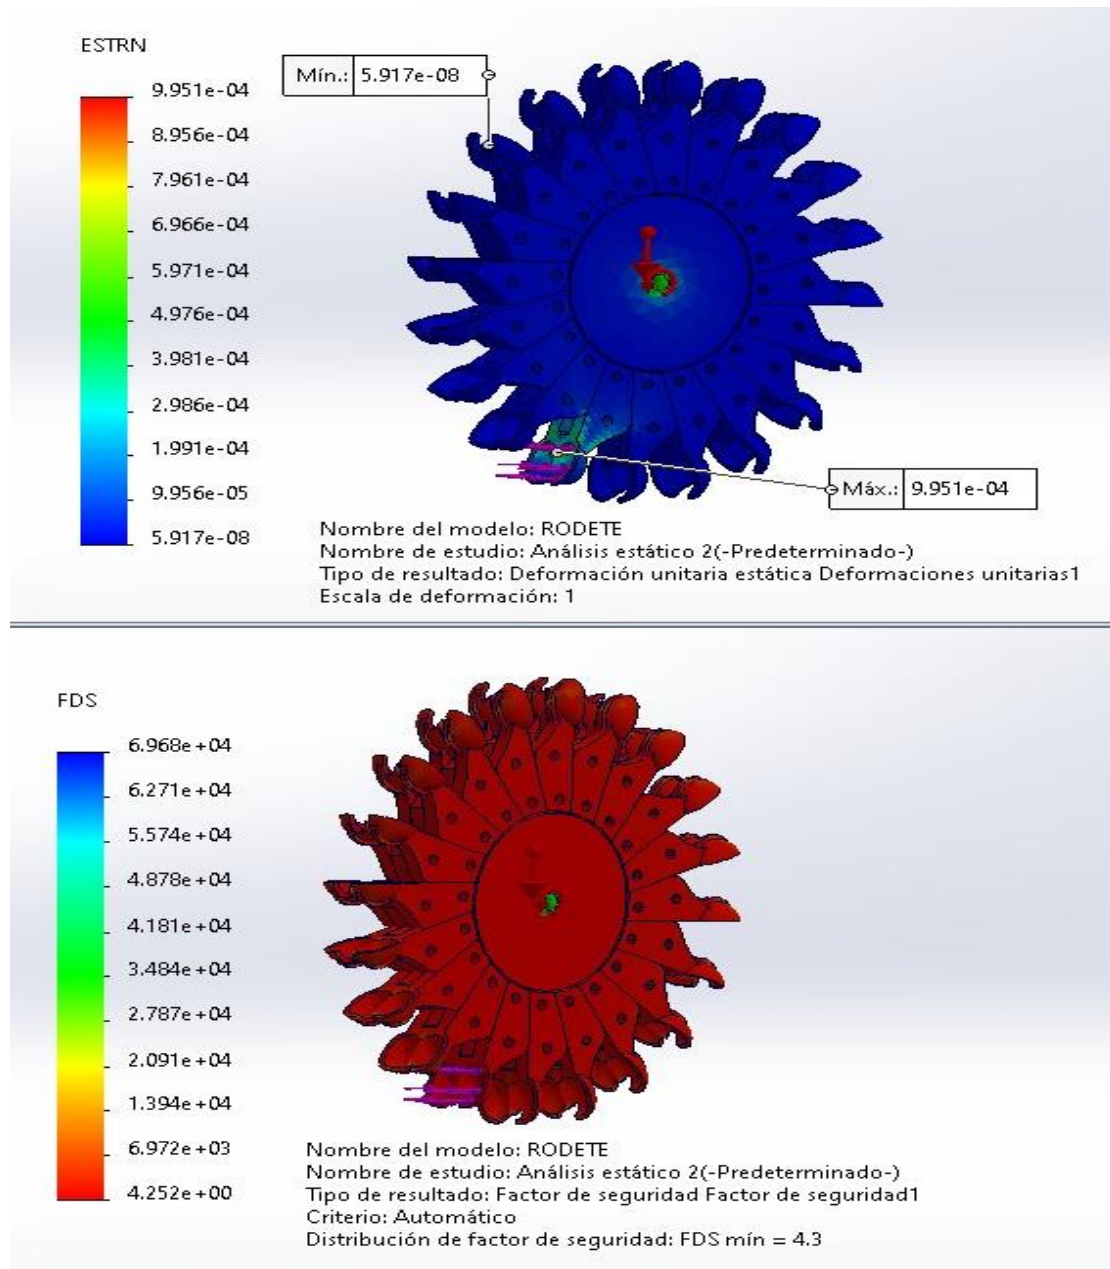 ESTRN
9.951e-04
8.956e-04
7.961e-04
6.966e-04
5.971e-04
4.976e-04
3.981e-04
2.986e-04
1.991e-04
9.956e-05
5.917e-08
Mín.: 5.917e-08
Máx.: 9.951e-04
Nombre del modelo: RODETE
Nombre de estudio: Análisis estático 2(-Predeterminado-)
Tipo de resultado: Deformación unitaria estática Deformaciones unitarias1
Escala de deformación: 1
FDS
6.968e+04
6.271e+04
5.574e+04
4.878e+04
4.181e+04
3.484e+04
2.787e+04
2.091e+04
1.394e+04
6.972e+03
4.252e+00
Nombre del modelo: RODETE
Nombre de estudio: Análisis estático 2(-Predeterminado-)
Tipo de resultado: Factor de seguridad Factor de seguridad1
Criterio: Automático
Distribución de factor de seguridad: FDS mín = 4.3